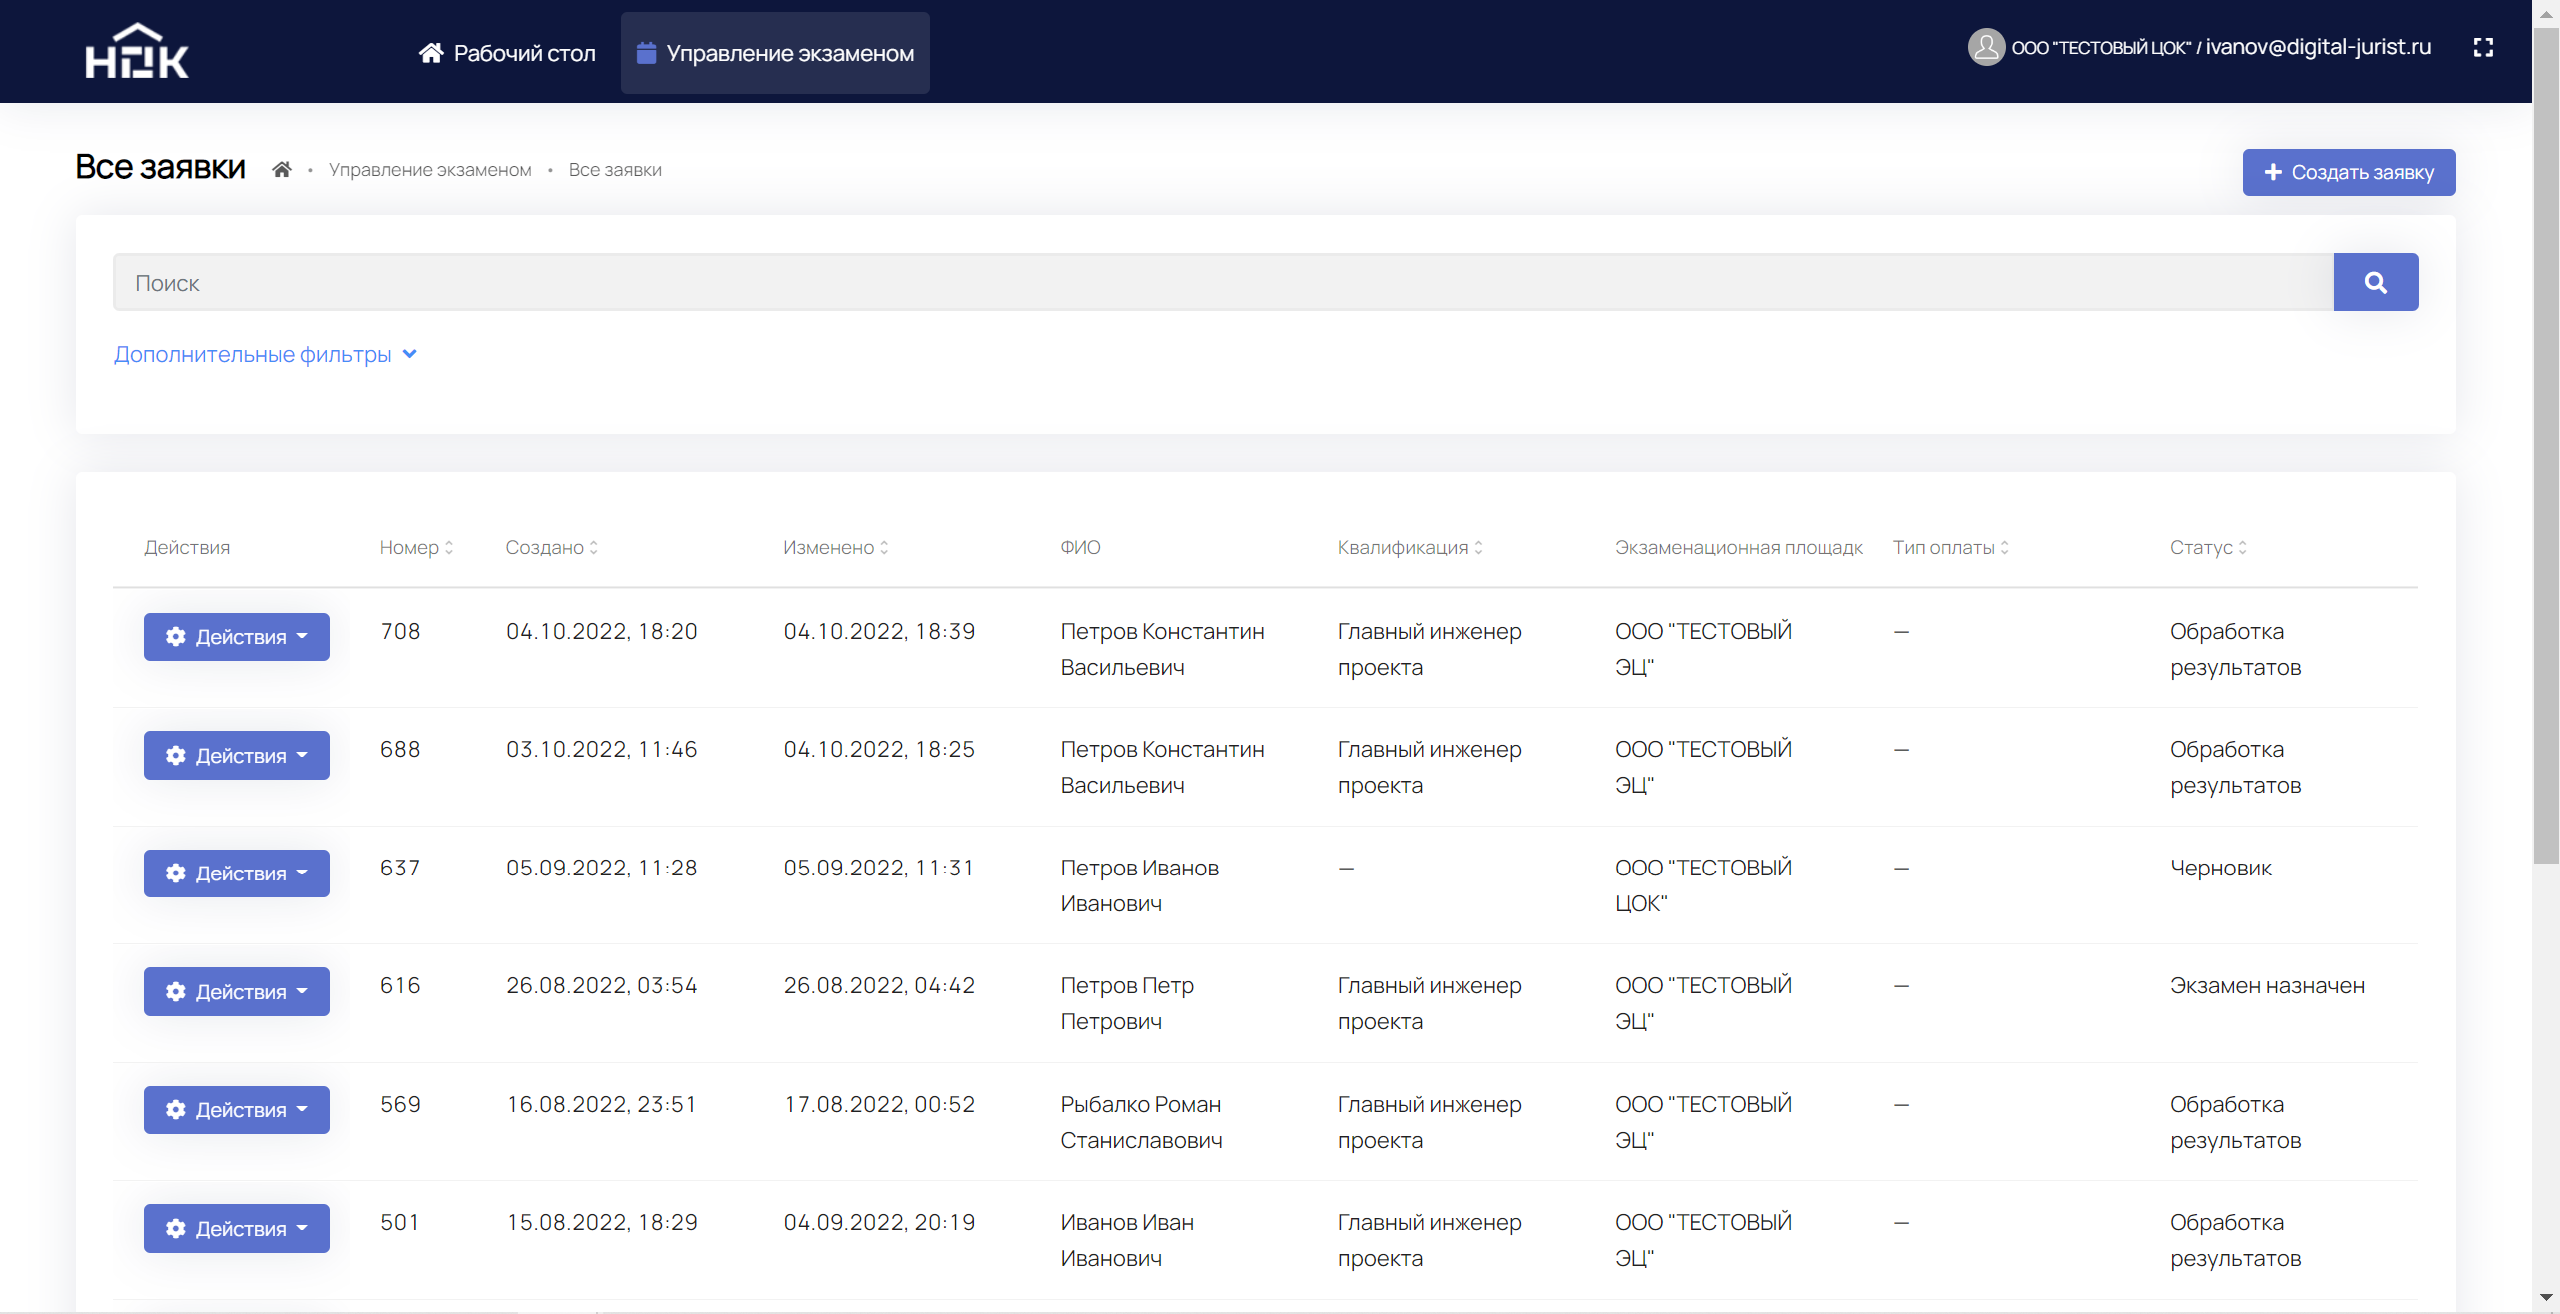 НОК
Рабочий стол
Управление экзаменом
ООО "ТЕСТОВЫЙ ЦОК" / ivanov@digital-jurist.ru
Все заявки
Управление экзаменом • Все заявки
Создать заявку
Поиск
Дополнительные фильтры
Действия Номер Создано Изменено ФИО Квалификация Экзаменационная площадк Тип оплаты Статус
Действия 708 04.10.2022, 18:20 04.10.2022, 18:39 Петров Константин Главный инженер ООО "ТЕСТОВЫЙ — Обработка
Васильевич проекта ЭЦ" результатов
Действия 688 03.10.2022, 11:46 04.10.2022, 18:25 Петров Константин Главный инженер ООО "ТЕСТОВЫЙ — Обработка
Васильевич проекта ЭЦ" результатов
Действия 637 05.09.2022, 11:28 05.09.2022, 11:31 Петров Иванов — ООО "ТЕСТОВЫЙ — Черновик
Иванович ЦОК"
Действия 616 26.08.2022, 03:54 26.08.2022, 04:42 Петров Петр Главный инженер ООО "ТЕСТОВЫЙ — Экзамен назначен
Петрович проекта ЭЦ"
Действия 569 16.08.2022, 23:51 17.08.2022, 00:52 Рыбалко Роман Главный инженер ООО "ТЕСТОВЫЙ — Обработка
Станиславович проекта ЭЦ" результатов
Действия 501 15.08.2022, 18:29 04.09.2022, 20:19 Иванов Иван Главный инженер ООО "ТЕСТОВЫЙ — Обработка
Иванович проекта ЭЦ" результатов